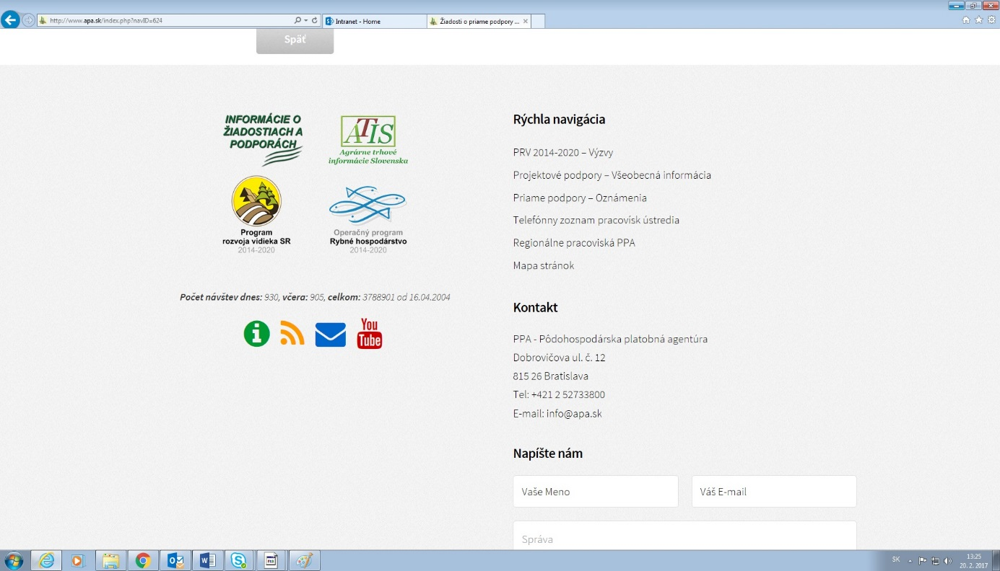 http://www.apa.sk/index.php?navID=624
Intranet - Home
Žiadosti o priame podpory ...
Späť
INFORMÁCIE O
ŽIADOSTIACH A
PODPORÁCH
ATIS
Agrárne trhové
informácie Slovenska
Program
rozvoja vidieka SR
2014-2020
Operačný program
Rybné hospodárstvo
2014-2020
Počet návštev dnes: 930, včera: 905, celkom: 3788901 od 16.04.2004
You
Tube
Rýchla navigácia
PRV 2014-2020 – Výzvy
Projektové podpory – Všeobecná informácia
Priame podpory – Oznámenia
Telefónny zoznam pracovísk ústredia
Regionálne pracoviská PPA
Mapa stránok
Kontakt
PPA - Pôdohospodárska platobná agentúra
Dobrovičova ul. č. 12
815 26 Bratislava
Tel: +421 2 52733800
E-mail: info@apa.sk
Napíšte nám
Vaše Meno
Váš E-mail
Správa
SK
13:25
20. 2. 2017